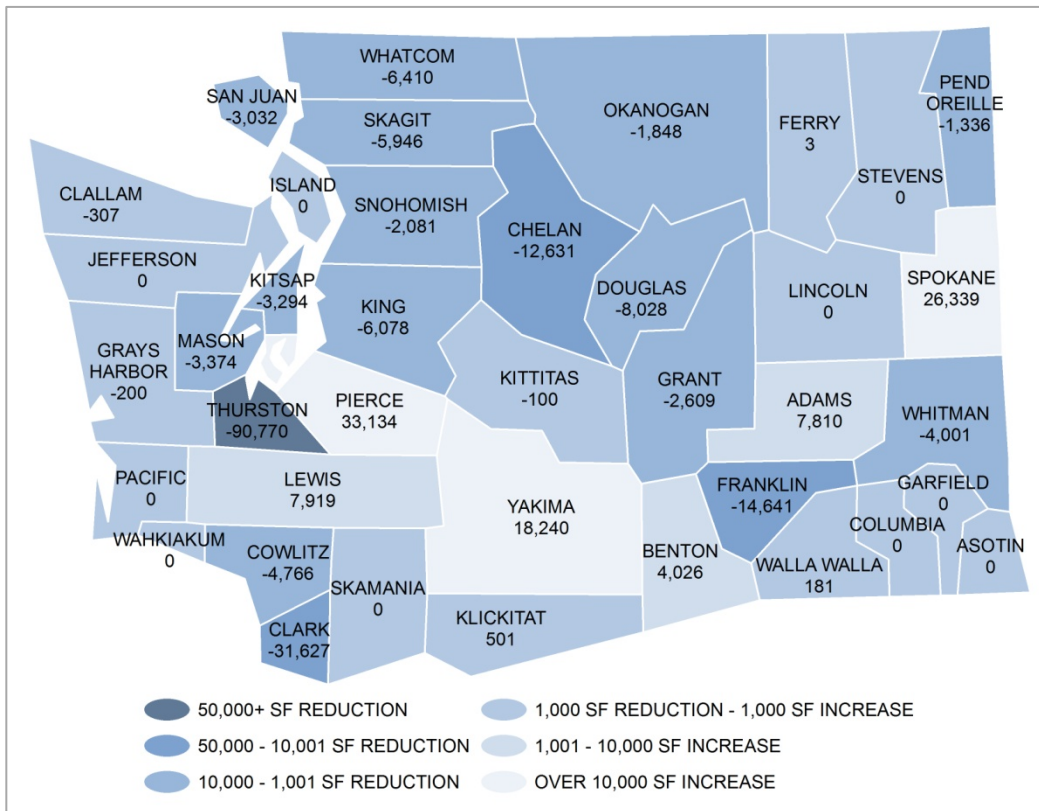 WHATCOM
-6,410
SAN JUAN
-3,032
SKAGIT
-5,946
OKANOGAN
-1,848
FERRY
3
STEVENS
0
PEND
OREILLE
-1,336
CLALLAM
-307
ISLAND
0
SNOHOMISH
-2,081
CHELAN
-12,631
JEFFERSON
0
KITSAP
-3,294
KING
-6,078
DOUGLAS
-8,028
LINCOLN
0
SPOKANE
26,339
GRAYS
HARBOR
-200
MASON
-3,374
THURSTON
-90,770
PIERCE
33,134
KITTITAS
-100
GRANT
-2,609
ADAMS
7,810
WHITMAN
-4,001
PACIFIC
0
LEWIS
7,919
YAKIMA
18,240
FRANKLIN
-14,641
GARFIELD
0
COLUMBIA
0
ASOTIN
0
WAHKIAKUM
0
COWLITZ
-4,766
SKAMANIA
0
BENTON
4,026
WALLA WALLA
181
CLARK
-31,627
KLICKITAT
501
50,000+ SF REDUCTION
50,000 - 10,001 SF REDUCTION
10,000 - 1,001 SF REDUCTION
1,000 SF REDUCTION - 1,000 SF INCREASE
1,001 - 10,000 SF INCREASE
OVER 10,000 SF INCREASE